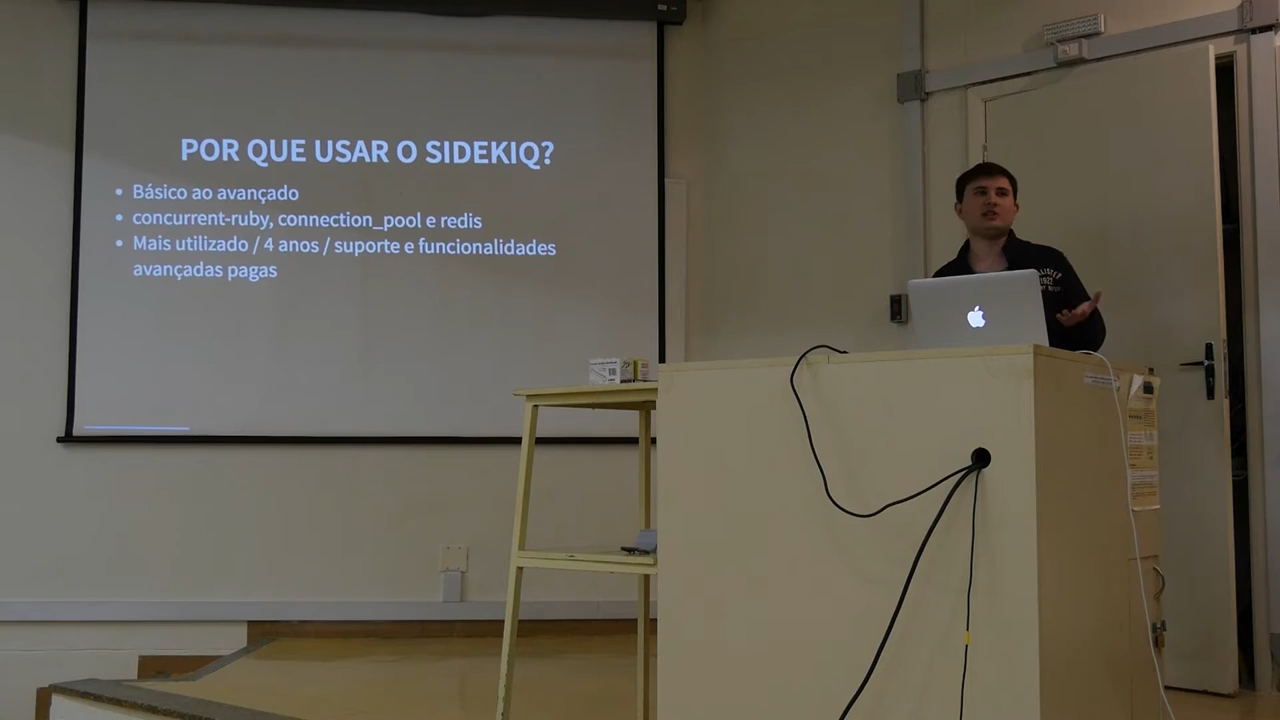 POR QUE USAR O SIDEKIQ?
• Básico ao avançado
• concurrent-ruby, connection_pool e redis
• Mais utilizado / 4 anos / suporte e funcionalidades
avançadas pagas